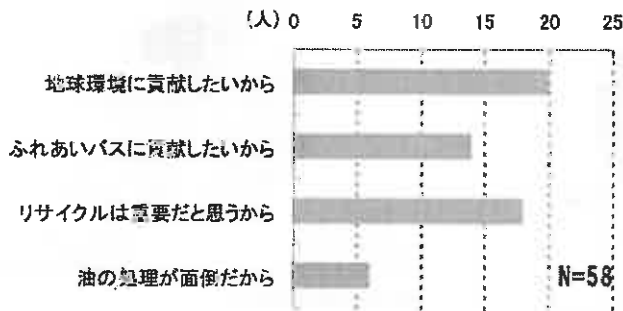 (人) 0 5 10 15 20 25
地球環境に貢献したいから
ふれあいバスに貢献したいから
リサイクルは重要だと思うから
油の処理が面倒だから
N=58